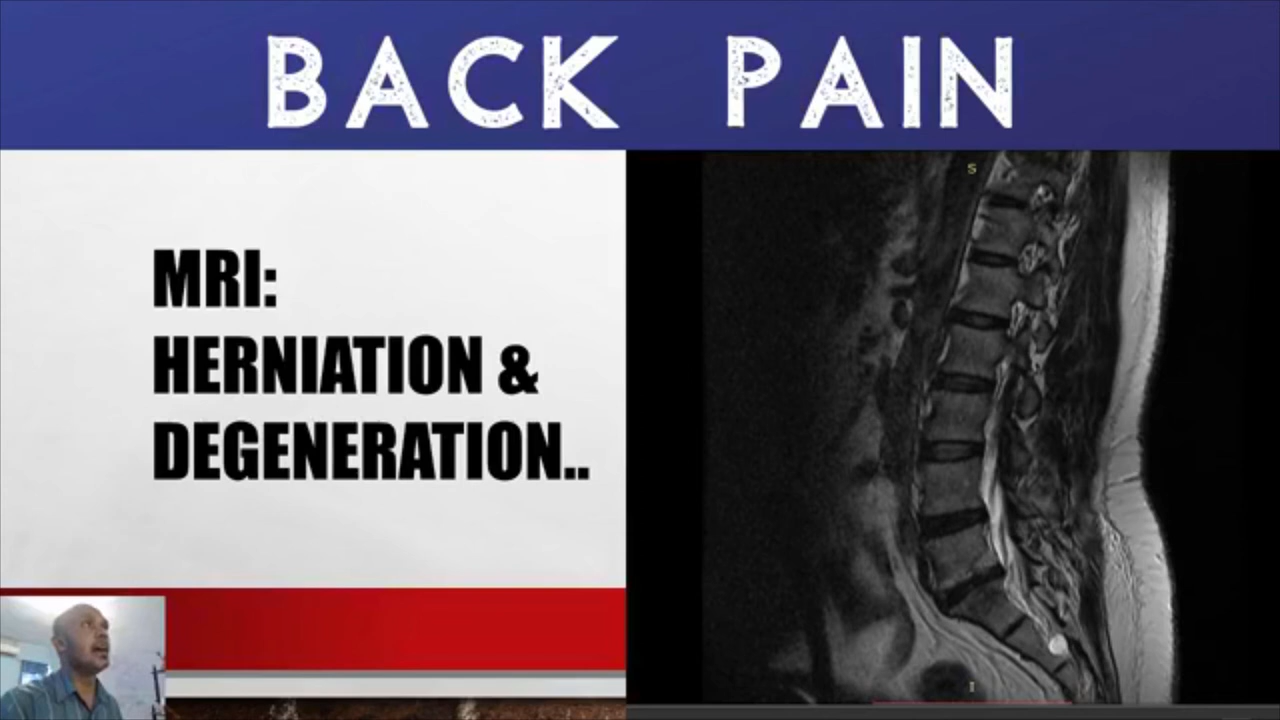 BACK PAIN
MRI:
HERNIATION &
DEGENERATION..
S
I